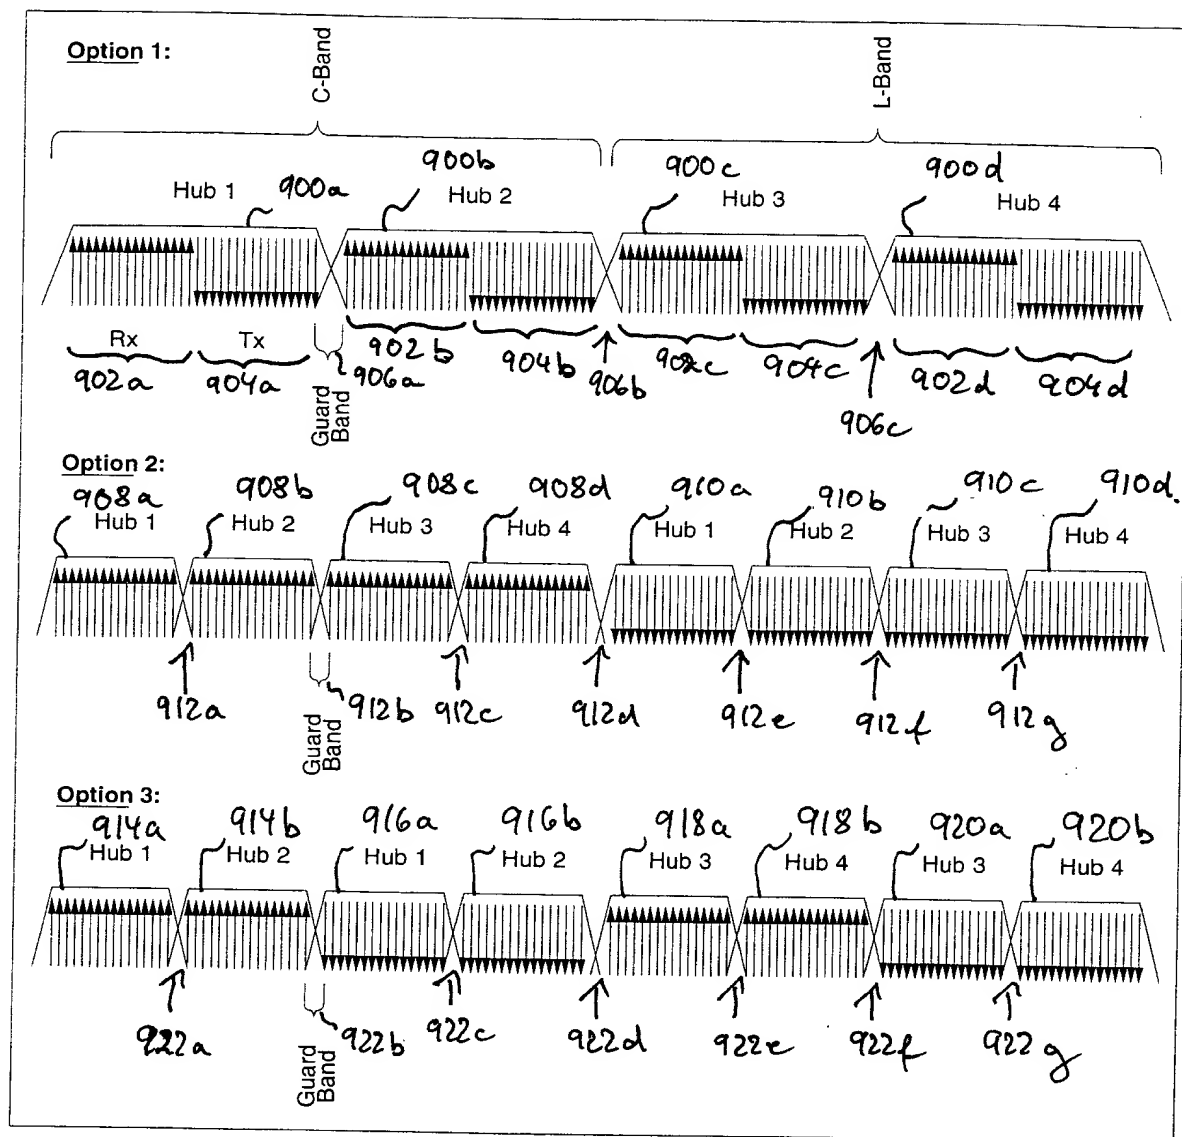 Option 1:
C-Band
L-Band
Hub 1 900a
900b
Hub 2
900c
Hub 3
900d
Hub 4
Rx
Tx
902a
904a
906a
Guard
Band
902b
904b
906b
902c
904c
906c
902d
904d
Option 2:
908a
Hub 1
908b
Hub 2
908c
Hub 3
908d
Hub 4
910a
Hub 1
910b
Hub 2
910c
Hub 3
910d.
Hub 4
912a
912b
Guard
Band
912c
912d
912e
912f
912g
Option 3:
914a
Hub 1
914b
Hub 2
916a
Hub 1
916b
Hub 2
918a
Hub 3
918b
Hub 4
920a
Hub 3
920b
Hub 4
922a
922b
Guard
Band
922c
922d
922e
922f
922g